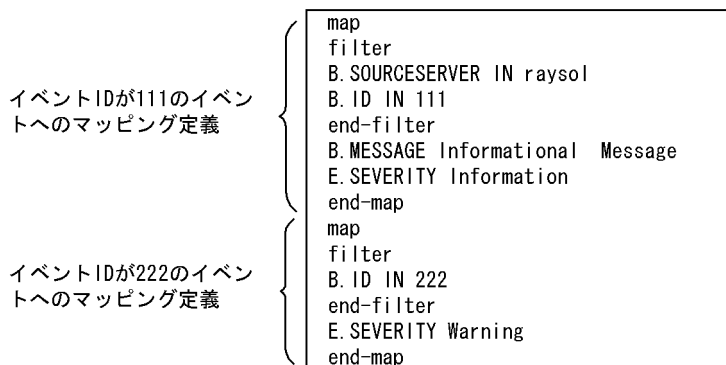 イベントIDが111のイベン
トへのマッピング定義
map
filter
B.SOURCESERVER IN raysol
B.ID IN 111
end-filter
B.MESSAGE Informational  Message
E.SEVERITY Information
end-map
イベントIDが222のイベン
トへのマッピング定義
map
filter
B.ID IN 222
end-filter
E.SEVERITY Warning
end-map